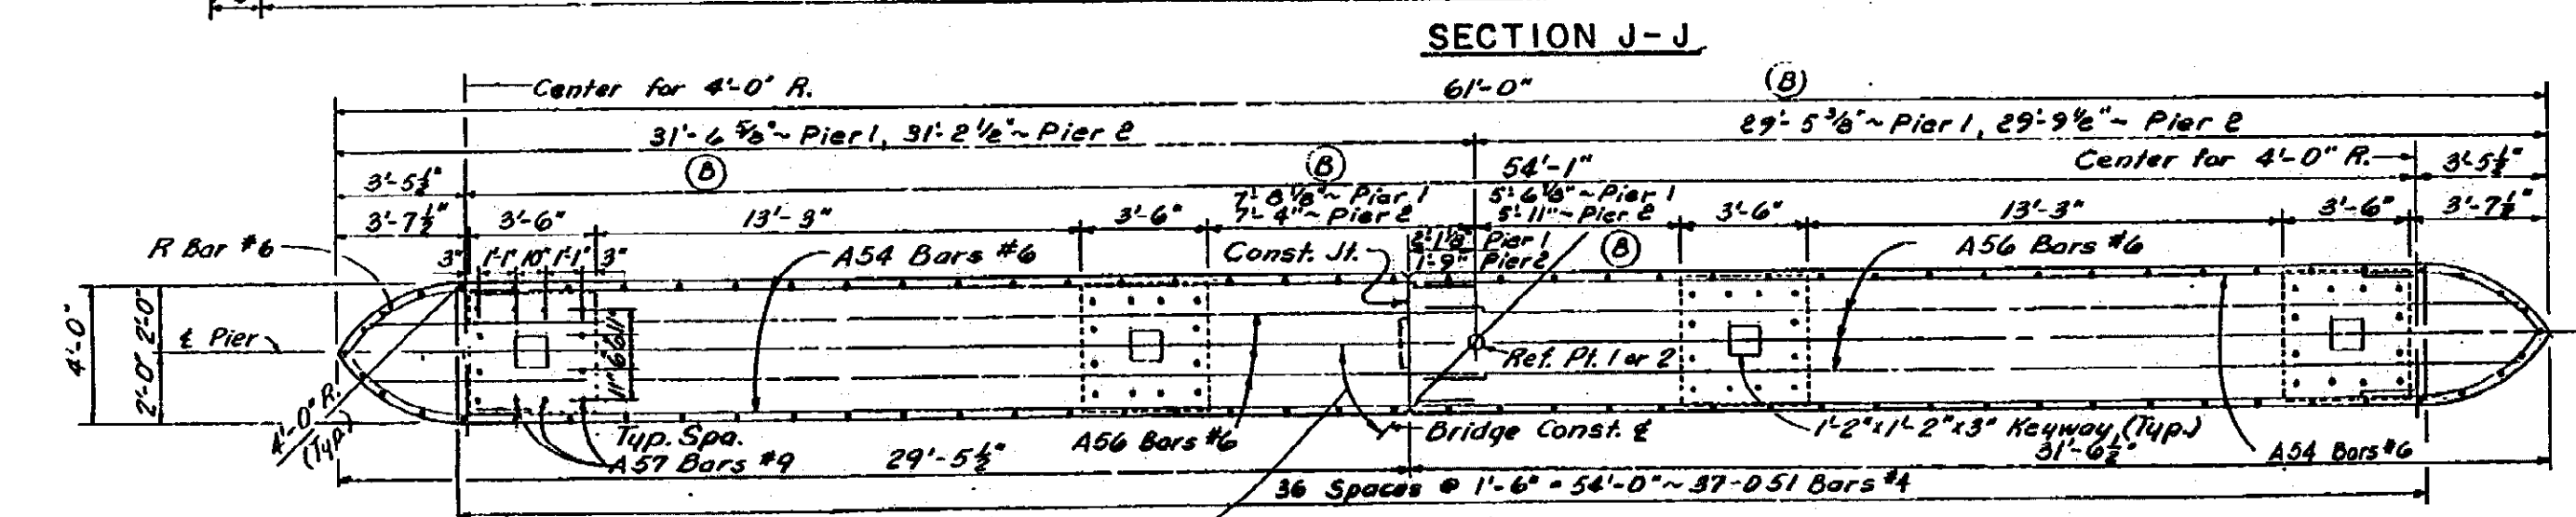 SECTION J-J
Center for 4'-0" R.
61'-0"
B
31'-6 5/8" ~ Pier 1, 31'-2 1/2" ~ Pier 2
29'-5 3/8" ~ Pier 1, 29'-9 1/2" ~ Pier 2
3'-5 1/2"
B
B
54'-1"
Center for 4'-0" R.
3'-5 1/2"
7'-8 1/8" ~ Pier 1
7'-4" ~ Pier 2
5'-6 1/8" ~ Pier 1
5'-11" ~ Pier 2
3'-7 1/2"
3'-6"
13'-3"
3'-6"
3'-6"
13'-3"
3'-6"
3'-7 1/2"
R Bar #6
3"
1'-1"
10"
1'-1"
3"
A54 Bars #6
Const. Jt.
2'-1 1/8" Pier 1
1'-9" Pier 2
B
A56 Bars #6
4'-0"
2'-0"
2'-0"
℄ Pier
11"
6"
6"
11"
Ref. Pt. 1 or 2
4'-0" R.
(Typ.)
Typ. Spa.
A57 Bars #9
29'-5 1/2"
A56 Bars #6
Bridge Const. ℄
1'-2"x1'-2"x3" Keyway (Typ.)
31'-6 1/2"
A54 Bars #6
36 Spaces @ 1'-6" = 54'-0" ~ 37-D51 Bars #4